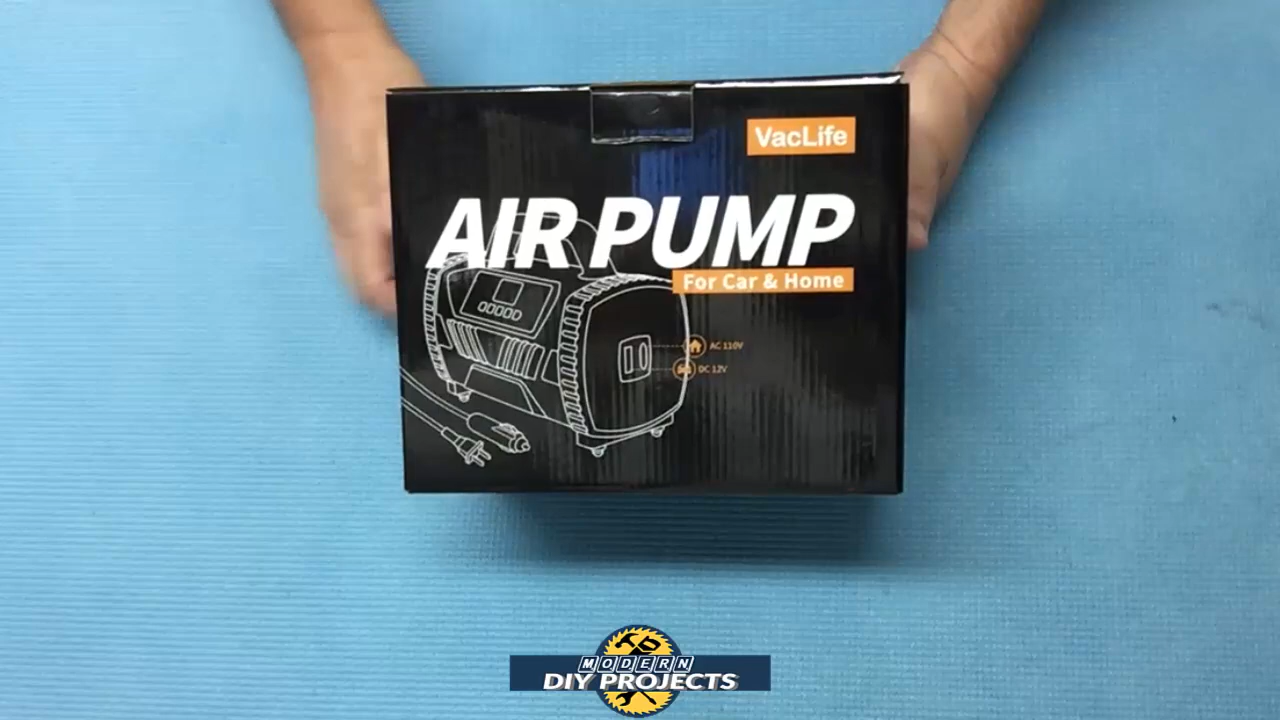 VacLife
AIR PUMP
For Car & Home
AC 110V
DC 12V
MODERN
DIY PROJECTS